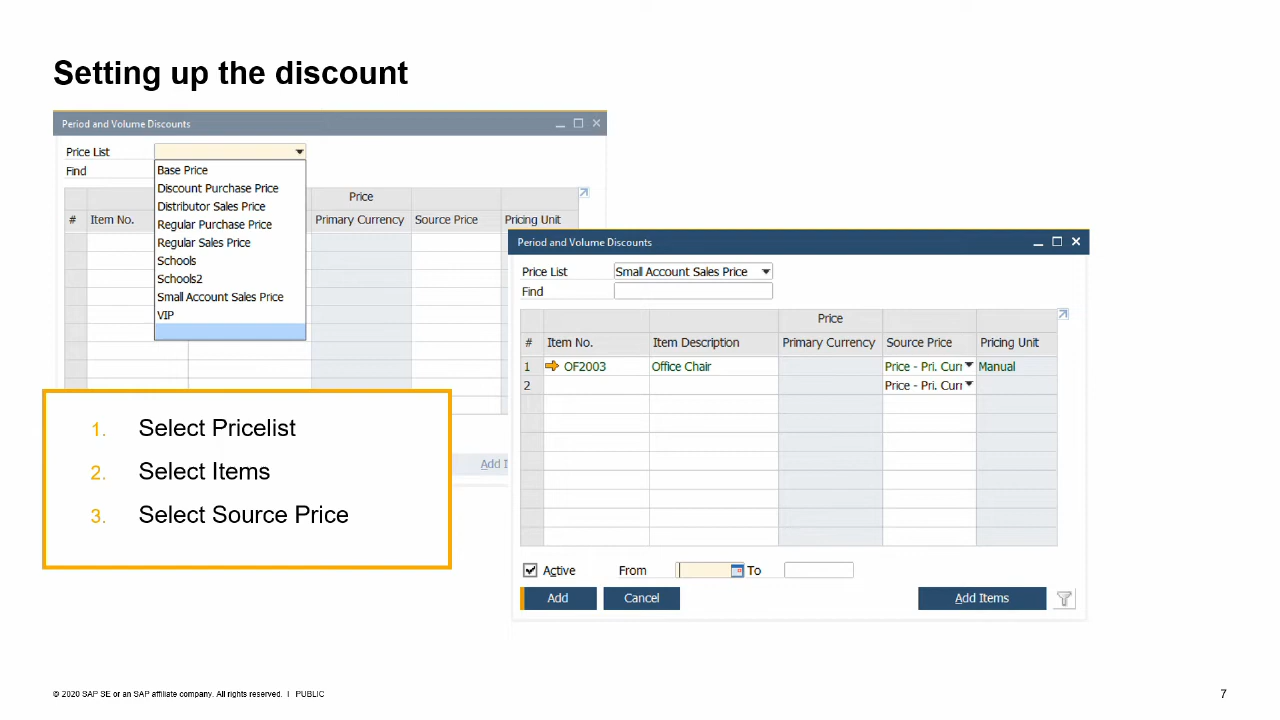 Setting up the discount
Period and Volume Discounts
Price List
Find
Base Price
Discount Purchase Price
Distributor Sales Price
Regular Purchase Price
Regular Sales Price
Schools
Schools2
Small Account Sales Price
VIP
Price
# Item No. Primary Currency Source Price Pricing Unit
Add I
Period and Volume Discounts
Price List Small Account Sales Price
Find
Price
# Item No. Item Description Primary Currency Source Price Pricing Unit
1 OF2003 Office Chair Price - Pri. Curr Manual
2 Price - Pri. Curr
Active From To
Add Cancel Add Items
1. Select Pricelist
2. Select Items
3. Select Source Price
© 2020 SAP SE or an SAP affiliate company. All rights reserved. I PUBLIC
7